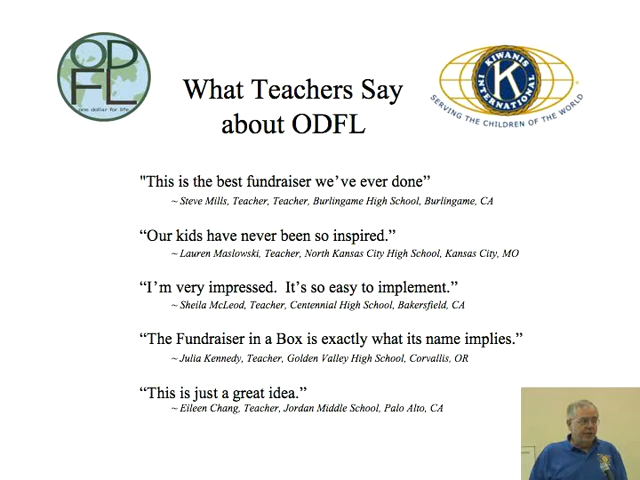 OD
FL
one dollar for life
KIWANIS
INTERNATIONAL
K
SERVING THE CHILDREN OF THE WORLD
What Teachers Say
about ODFL
"This is the best fundraiser we’ve ever done”
~ Steve Mills, Teacher, Teacher, Burlingame High School, Burlingame, CA
“Our kids have never been so inspired.”
~ Lauren Maslowski, Teacher, North Kansas City High School, Kansas City, MO
“I’m very impressed.  It’s so easy to implement.”
~ Sheila McLeod, Teacher, Centennial High School, Bakersfield, CA
“The Fundraiser in a Box is exactly what its name implies.”
~ Julia Kennedy, Teacher, Golden Valley High School, Corvallis, OR
“This is just a great idea.”
~ Eileen Chang, Teacher, Jordan Middle School, Palo Alto, CA